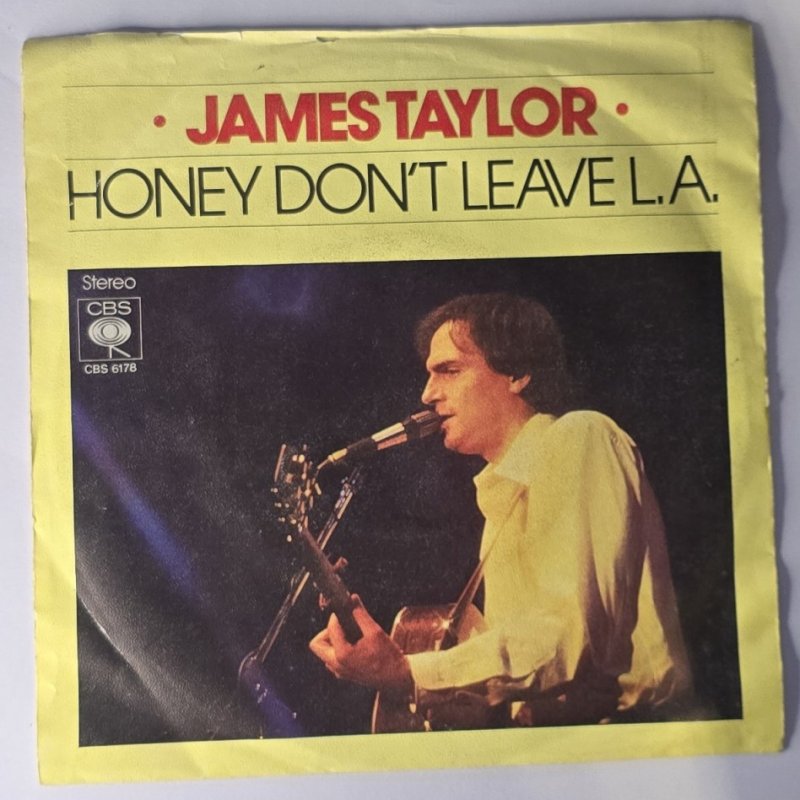 • JAMES TAYLOR •
HONEY DON'T LEAVE L.A.
Stereo
CBS
CBS 6178